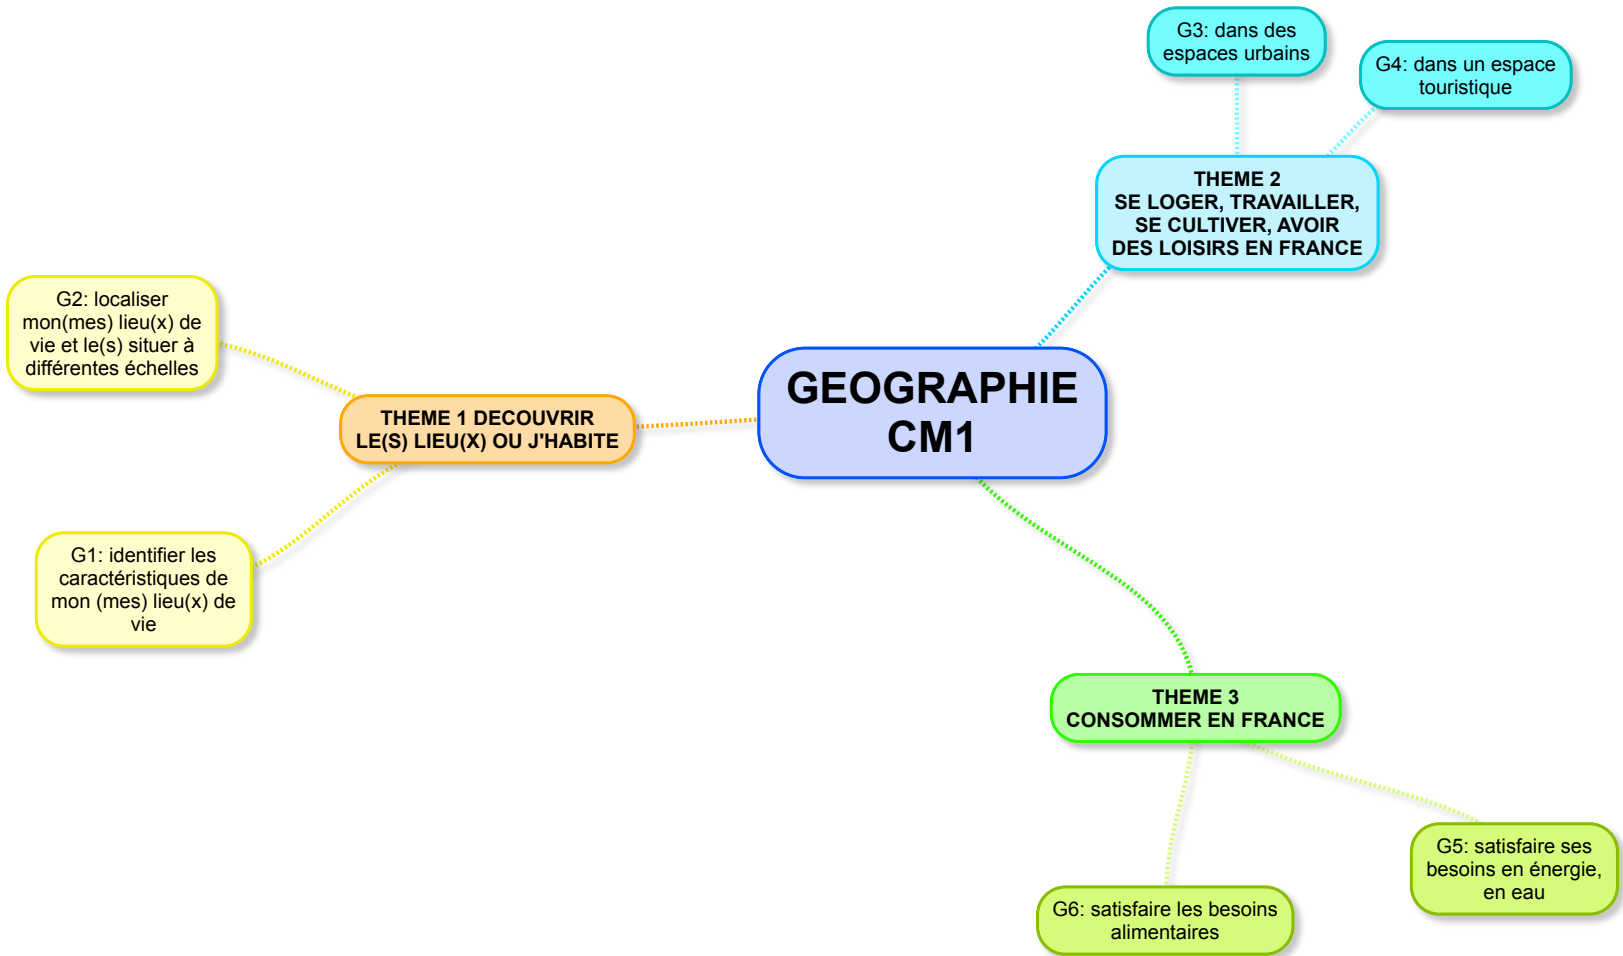 G3: dans des
espaces urbains
G4: dans un espace
touristique
THEME 2
SE LOGER, TRAVAILLER,
SE CULTIVER, AVOIR
DES LOISIRS EN FRANCE
G2: localiser
mon(mes) lieu(x) de
vie et le(s) situer à
différentes échelles
GEOGRAPHIE
CM1
THEME 1 DECOUVRIR
LE(S) LIEU(X) OU J'HABITE
G1: identifier les
caractéristiques de
mon (mes) lieu(x) de
vie
THEME 3
CONSOMMER EN FRANCE
G5: satisfaire ses
besoins en énergie,
en eau
G6: satisfaire les besoins
alimentaires